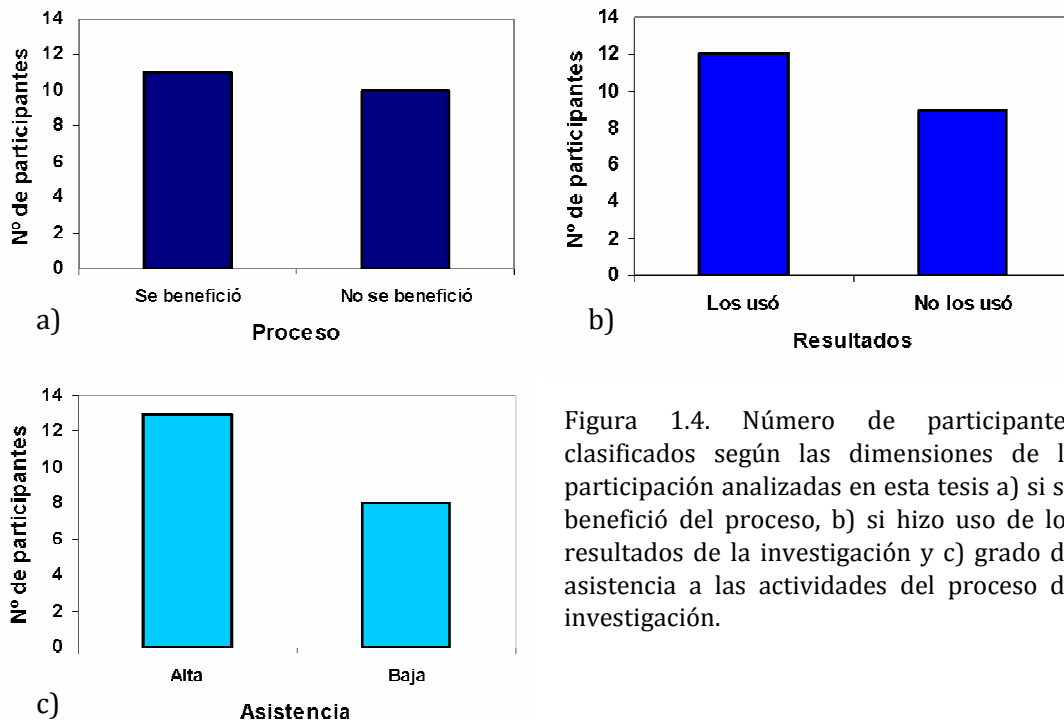 14
12
10
8
6
4
2
0
Nº de participantes
Se benefició
No se benefició
a)
Proceso
14
12
10
8
6
4
2
0
Nº de participantes
Los usó
No los usó
b)
Resultados
14
12
10
8
6
4
2
0
Nº de participantes
Alta
Baja
c)
Asistencia
Figura 1.4. Número de participante
clasificados según las dimensiones de l
participación analizadas en esta tesis a) si s
benefició del proceso, b) si hizo uso de lo
resultados de la investigación y c) grado d
asistencia a las actividades del proceso d
investigación.